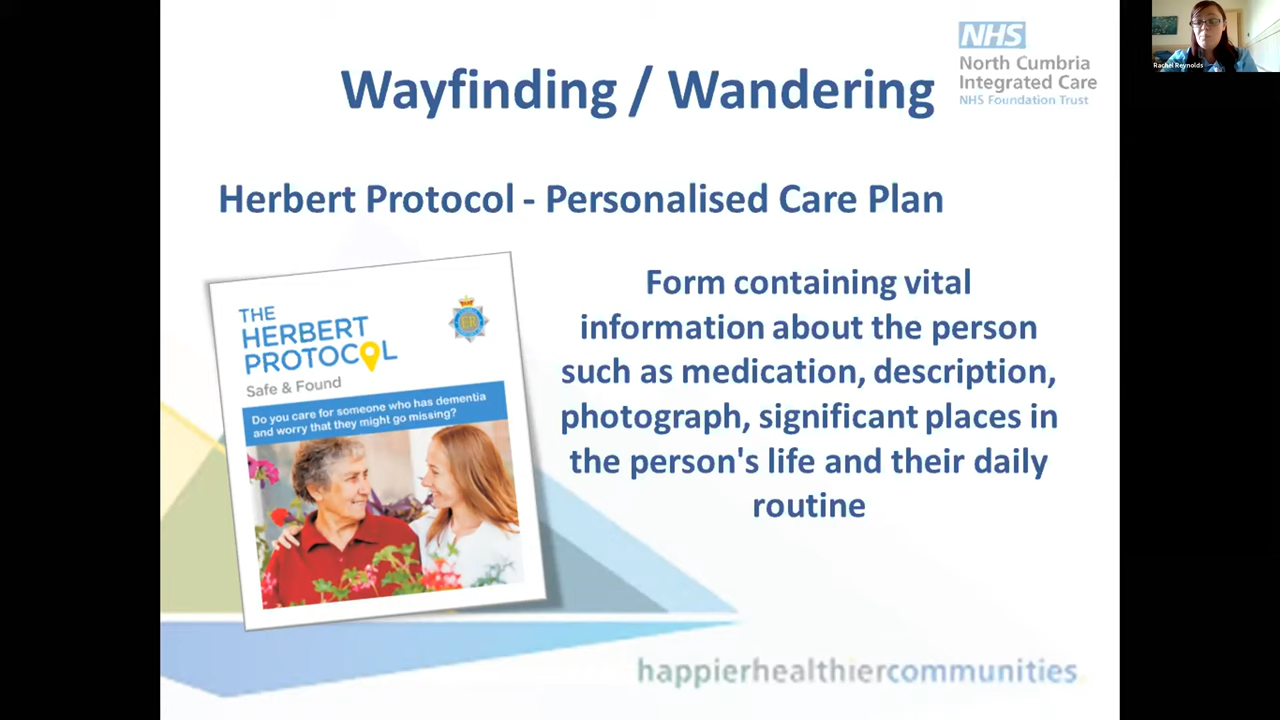 Wayfinding / Wandering
NHS
North Cumbria
Integrated Care
NHS Foundation Trust
Rachel Reynolds
Herbert Protocol - Personalised Care Plan
THE
HERBERT
PROTOCOL
Safe & Found
ER
Do you care for someone who has dementia
and worry that they might go missing?
Form containing vital
information about the person
such as medication, description,
photograph, significant places in
the person's life and their daily
routine
happierhealthiercommunities